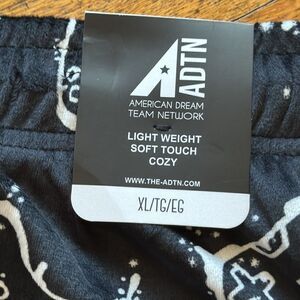 ADTN
AMERICAN DREAM
TEAM NETWORK
LIGHT WEIGHT
SOFT TOUCH
COZY
WWW.THE-ADTN.COM
XL/TG/EG